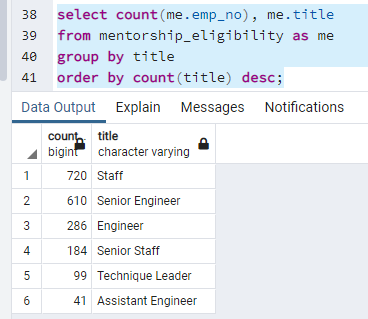 38 select count(me.emp_no), me.title
39 from mentorship_eligibility as me
40 group by title
41 order by count(title) desc;
Data Output Explain Messages Notifications
count title
bigint character varying
1 720 Staff
2 610 Senior Engineer
3 286 Engineer
4 184 Senior Staff
5 99 Technique Leader
6 41 Assistant Engineer